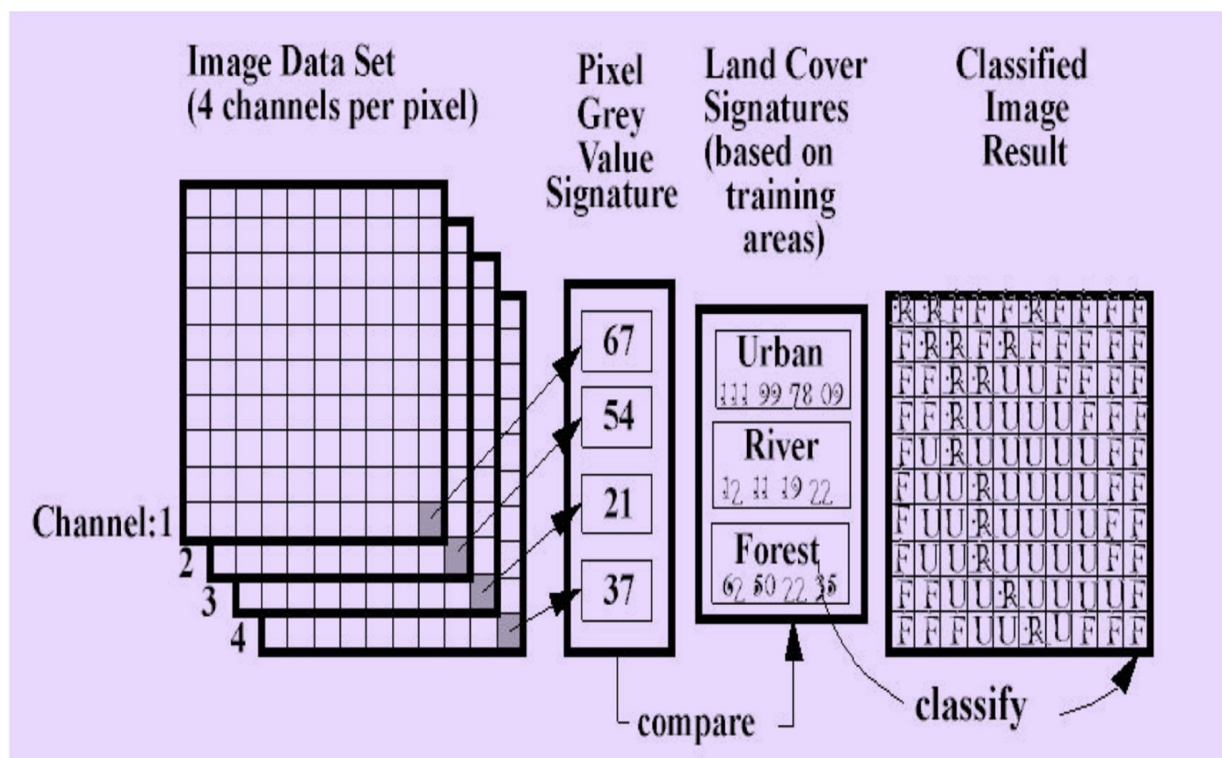 Image Data Set
(4 channels per pixel)
Pixel
Grey
Value
Signature
Land Cover
Signatures
(based on
training
areas)
Classified
Image
Result
Channel:1
2
3
4
67
54
21
37
Urban
111 99 78 09
River
12 11 19 22
Forest
62 50 22 35
R R F F F R F F F F
F R R F R F F F F F
F F R R U U F F F F
F F R U U U U U F F
F U R U U U U U F F
F U U R U U U U F F
F U U R U U U U F F
F U U R U U U U F F
F F U U R U U U U F
F F F U U R U F F F
compare
classify